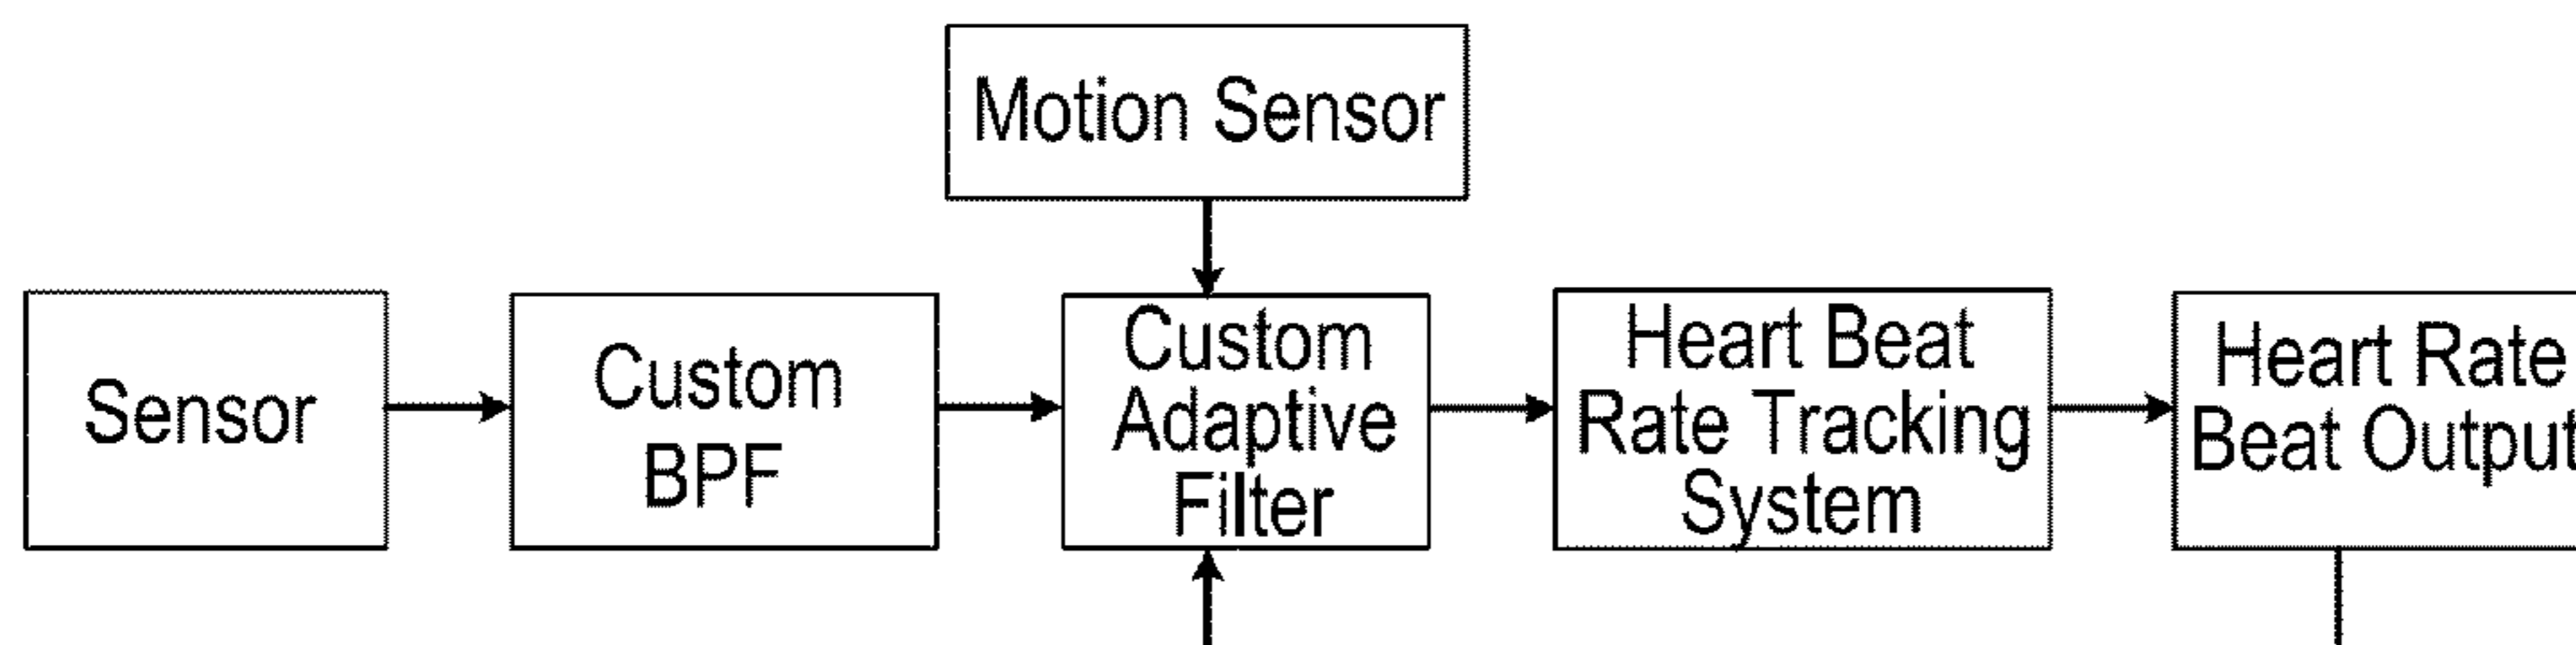 Motion Sensor
Sensor
Custom
BPF
Custom
Adaptive
Filter
Heart Beat
Rate Tracking
System
Heart Rate
Beat Output